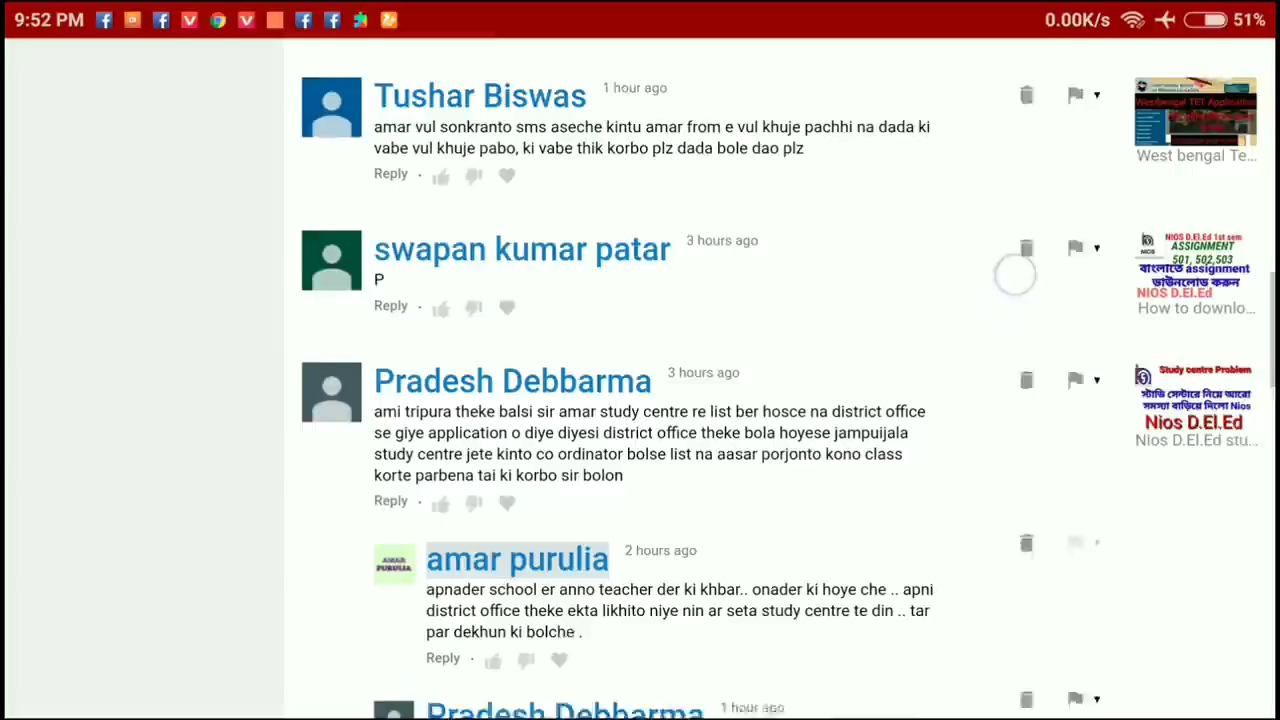 9:52 PM
0.00K/s
51%
Tushar Biswas 1 hour ago
amar vul sonkranto sms aseche kintu amar from e vul khuje pachhi na dada ki
vabe vul khuje pabo, ki vabe thik korbo plz dada bole dao plz
Reply
West bengal Te...
swapan kumar patar 3 hours ago
P
Reply
NIOS D.El.Ed 1st sem
ASSIGNMENT
501, 502,503
বাংলাতে assignment
ডাউনলোড করুন
NIOS D.El.Ed
How to downlo...
Pradesh Debbarma 3 hours ago
ami tripura theke balsi sir amar study centre re list ber hosce na district office
se giye application o diye diyesi district office theke bola hoyese jampuijala
study centre jete kinto co ordinator bolse list na aasar porjonto kono class
korte parbena tai ki korbo sir bolon
Reply
Study centre Problem
স্টাডি সেন্টারে নিয়ে আরো
সমস্যা বাড়িয়ে দিলো Nios
Nios D.El.Ed
Nios D.El.Ed stu...
AMAR
PURULIA
amar purulia 2 hours ago
apnader school er anno teacher der ki khbar.. onader ki hoye che .. apni
district office theke ekta likhito niye nin ar seta study centre te din .. tar
par dekhun ki bolche .
Reply
Pradesh Debbarma 1 hour ago